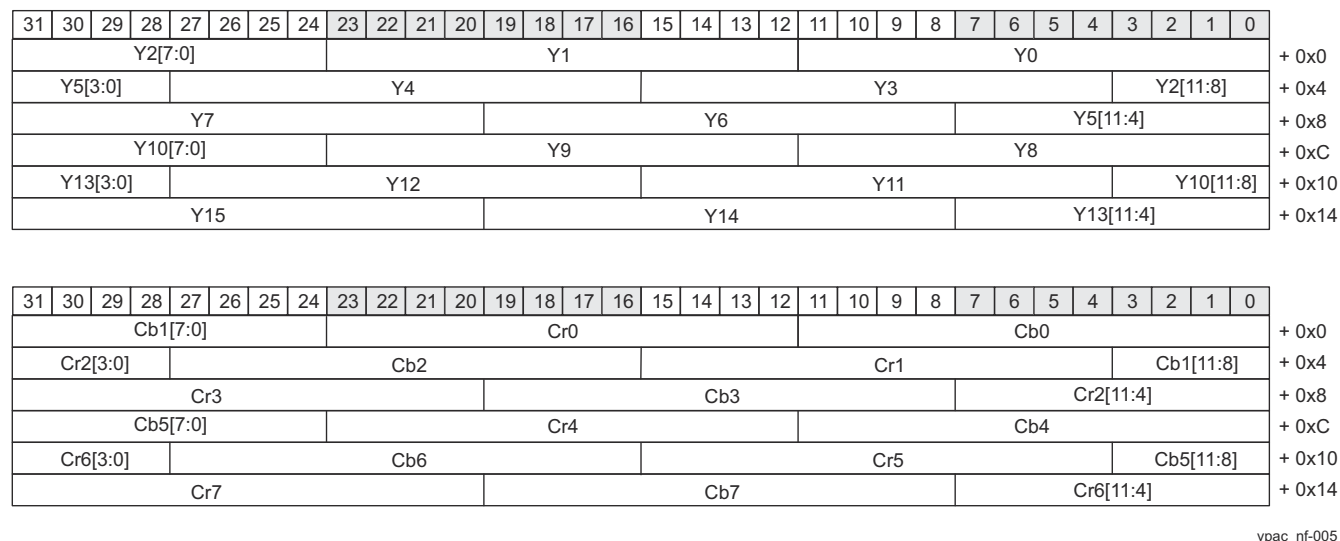 31 30 29 28 27 26 25 24 23 22 21 20 19 18 17 16 15 14 13 12 11 10 9 8 7 6 5 4 3 2 1 0
Y2[7:0] Y1 Y0 + 0x0
Y5[3:0] Y4 Y3 Y2[11:8] + 0x4
Y7 Y6 Y5[11:4] + 0x8
Y10[7:0] Y9 Y8 + 0xC
Y13[3:0] Y12 Y11 Y10[11:8] + 0x10
Y15 Y14 Y13[11:4] + 0x14
31 30 29 28 27 26 25 24 23 22 21 20 19 18 17 16 15 14 13 12 11 10 9 8 7 6 5 4 3 2 1 0
Cb1[7:0] Cr0 Cb0 + 0x0
Cr2[3:0] Cb2 Cr1 Cb1[11:8] + 0x4
Cr3 Cb3 Cr2[11:4] + 0x8
Cb5[7:0] Cr4 Cb4 + 0xC
Cr6[3:0] Cb6 Cr5 Cb5[11:8] + 0x10
Cr7 Cb7 Cr6[11:4] + 0x14
vpac_nf-005